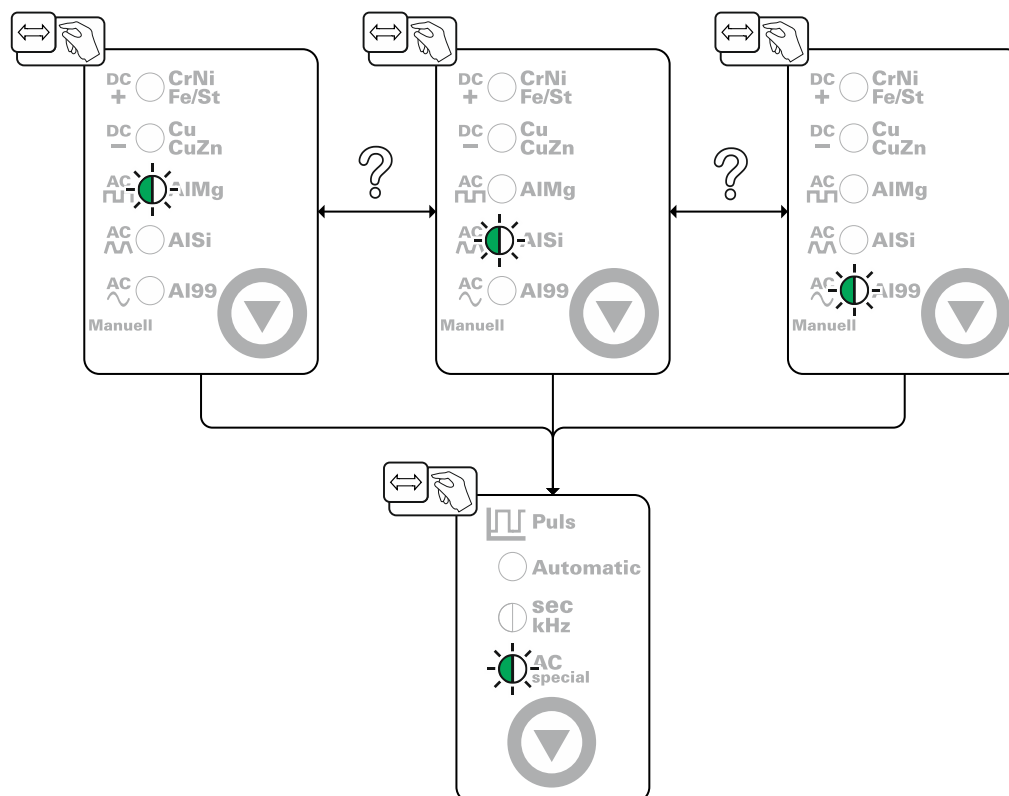 DC CrNi
+ Fe/St
DC Cu
− CuZn
AC AlMg
AC AlSi
AC Al99
Manuell
?
DC CrNi
+ Fe/St
DC Cu
− CuZn
AC AlMg
AC AlSi
AC Al99
Manuell
?
DC CrNi
+ Fe/St
DC Cu
− CuZn
AC AlMg
AC AlSi
AC Al99
Manuell
Puls
Automatic
sec
kHz
AC
special